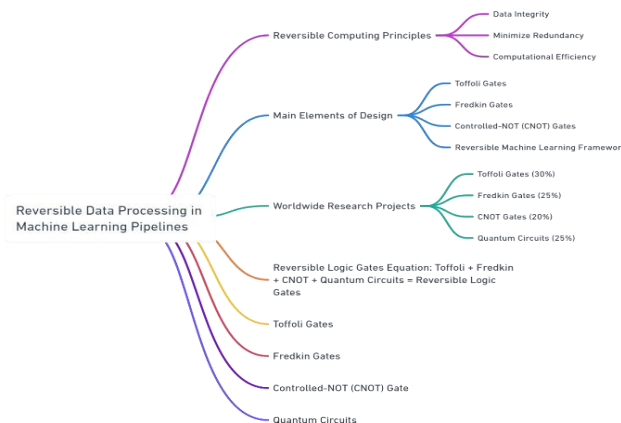 Data Integrity
Reversible Computing Principles
Minimize Redundancy
Computational Efficiency
Toffoli Gates
Fredkin Gates
Main Elements of Design
Controlled-NOT (CNOT) Gates
Reversible Machine Learning Framewor
Toffoli Gates (30%)
Fredkin Gates (25%)
Worldwide Research Projects
CNOT Gates (20%)
Quantum Circuits (25%)
Reversible Data Processing in
Machine Learning Pipelines
Reversible Logic Gates Equation: Toffoli + Fredkin
+ CNOT + Quantum Circuits = Reversible Logic
Gates
Toffoli Gates
Fredkin Gates
Controlled-NOT (CNOT) Gate
Quantum Circuits